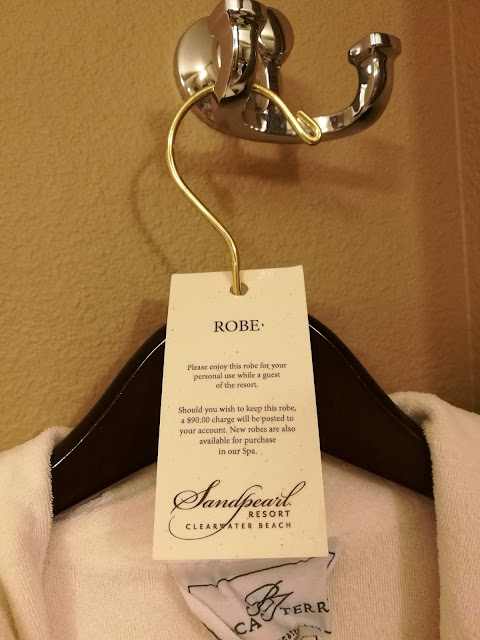 ROBE
Please enjoy this robe for your
personal use while a guest
of the resort.
Should you wish to keep this robe,
a $90.00 charge will be posted to
your account. New robes are also
available for purchase
in our Spa.
Sandpearl
RESORT
CLEARWATER BEACH